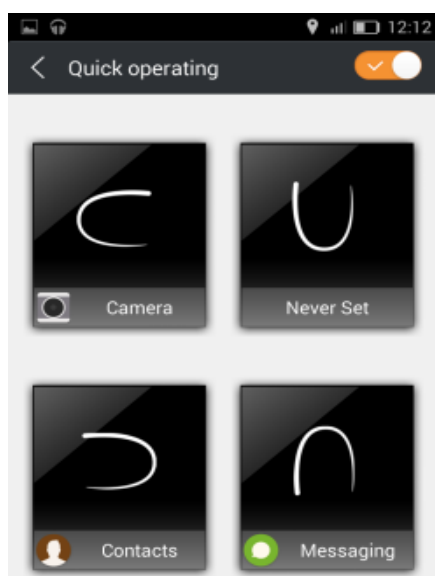 12:12
Quick operating
Camera
Never Set
Contacts
Messaging